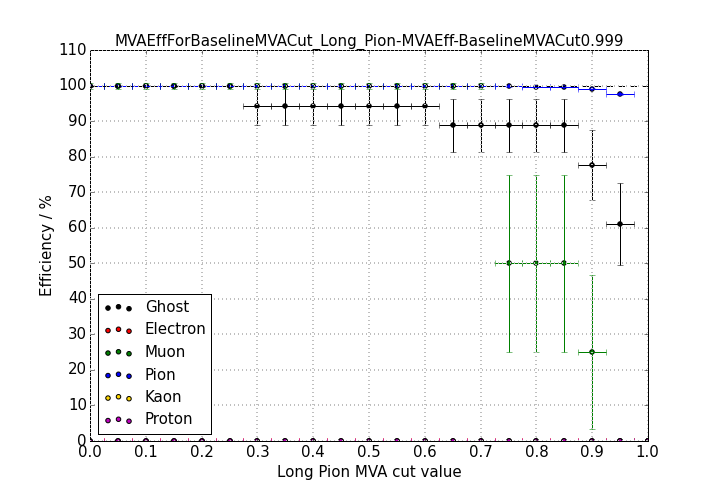 MVAEffForBaselineMVACut_Long_Pion-MVAEff-BaselineMVACut0.999
110
100
90
80
70
60
50
40
30
20
10
0
Efficiency / %
Ghost
Electron
Muon
Pion
Kaon
Proton
0.0 0.1 0.2 0.3 0.4 0.5 0.6 0.7 0.8 0.9 1.0
Long Pion MVA cut value